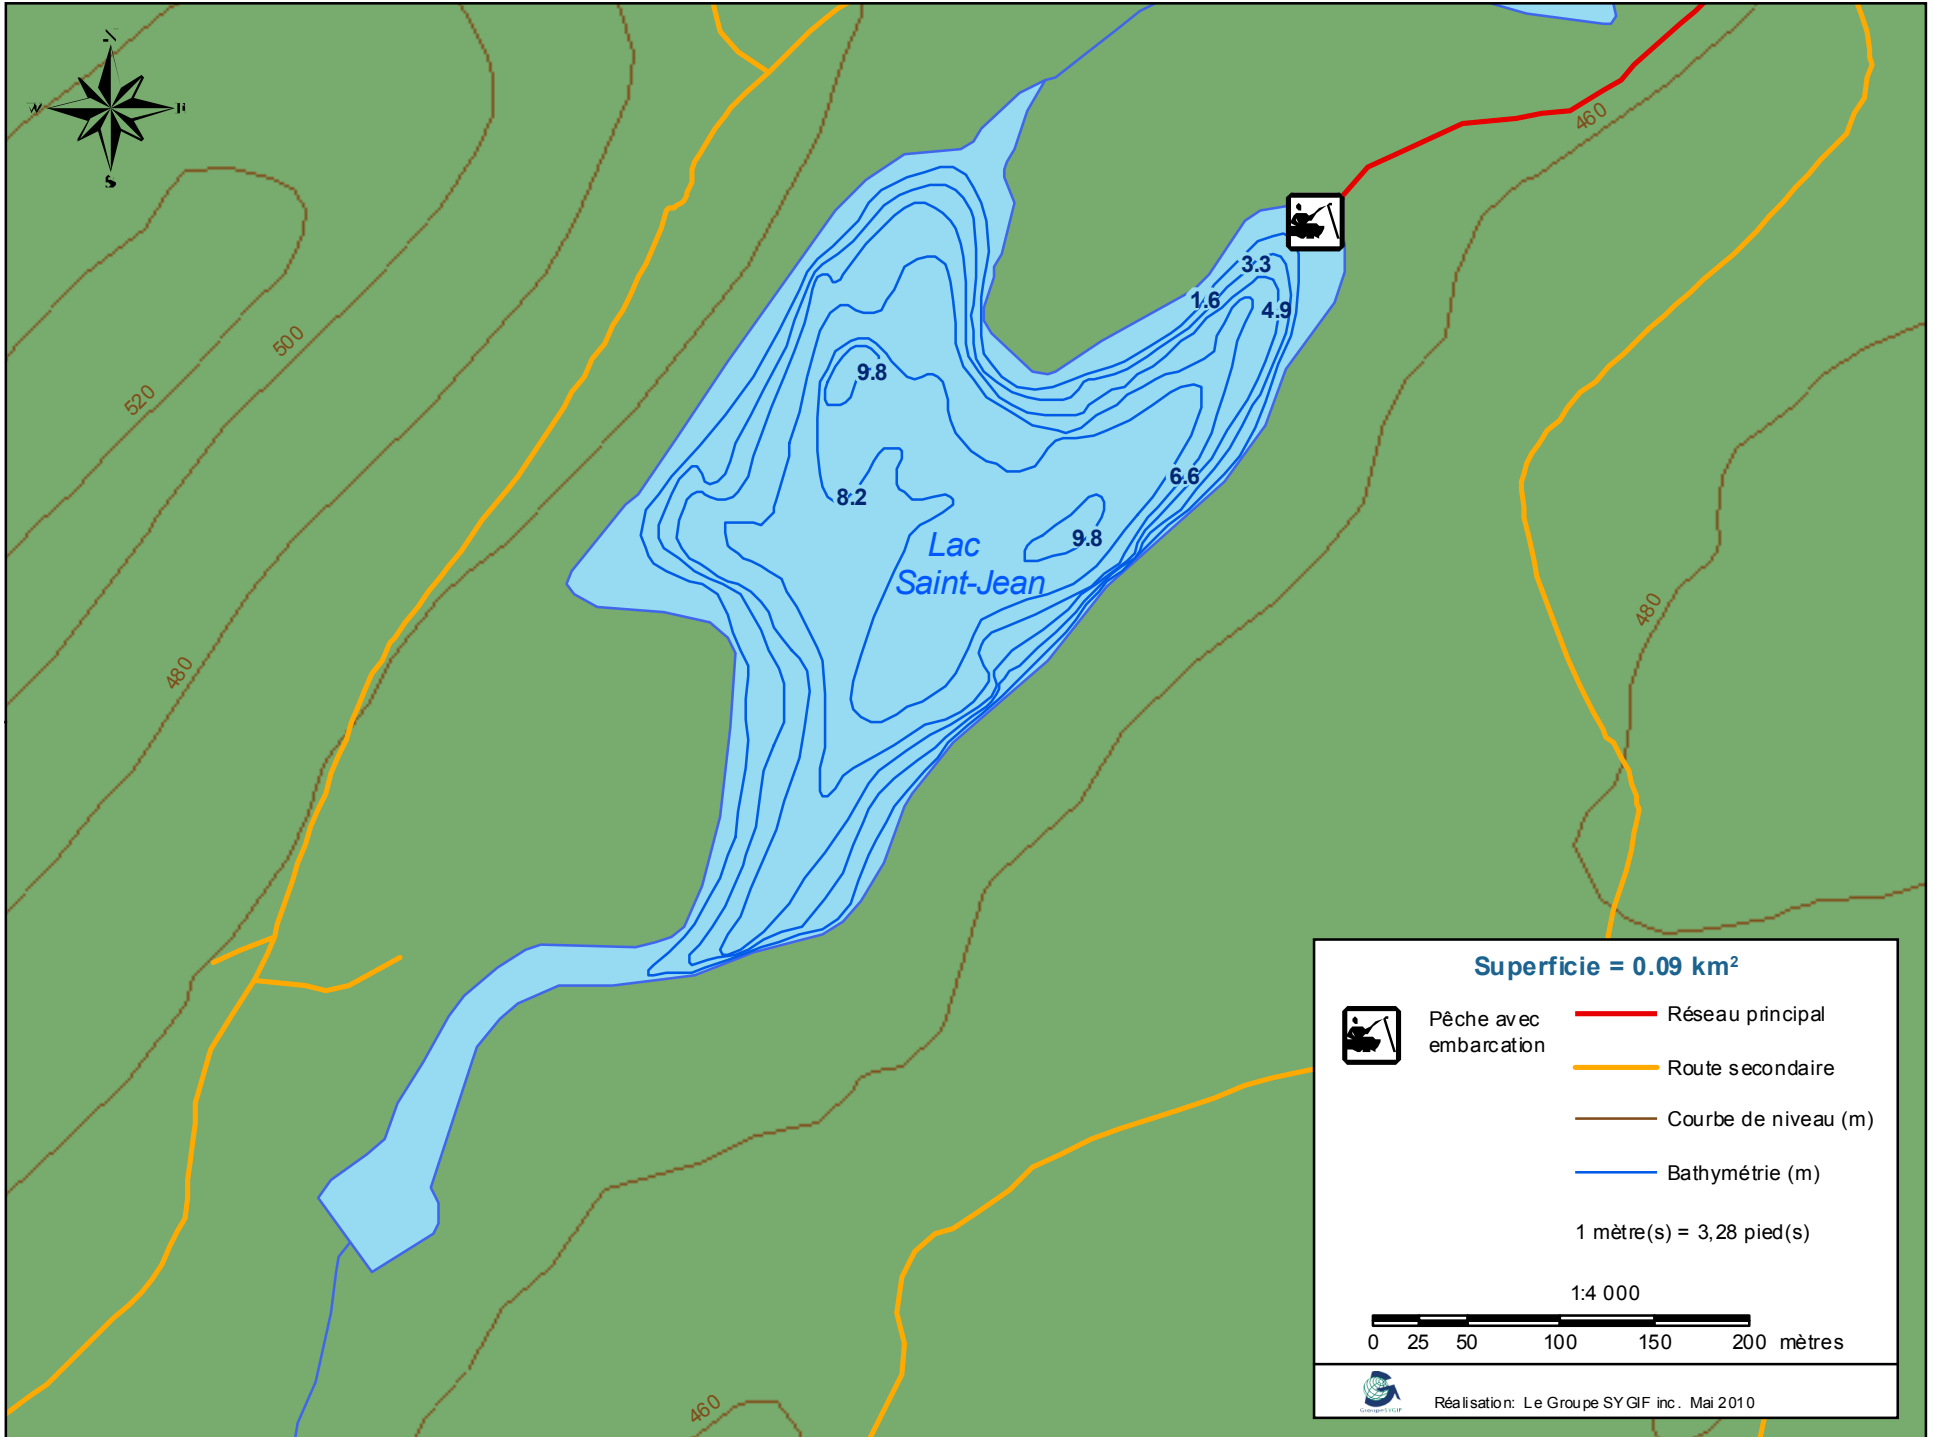 N
W
E
S
460
500
520
3.3
1.6
4.9
9.8
6.6
8.2
9.8
Lac
Saint-Jean
480
480
460
Superficie = 0.09 km²
Pêche avec
embarcation
Réseau principal
Route secondaire
Courbe de niveau (m)
Bathymétrie (m)
1 mètre(s) = 3,28 pied(s)
1:4 000
0 25 50 100 150 200 mètres
Groupe SYGIF
Réalisation: Le Groupe SYGIF inc. Mai 2010